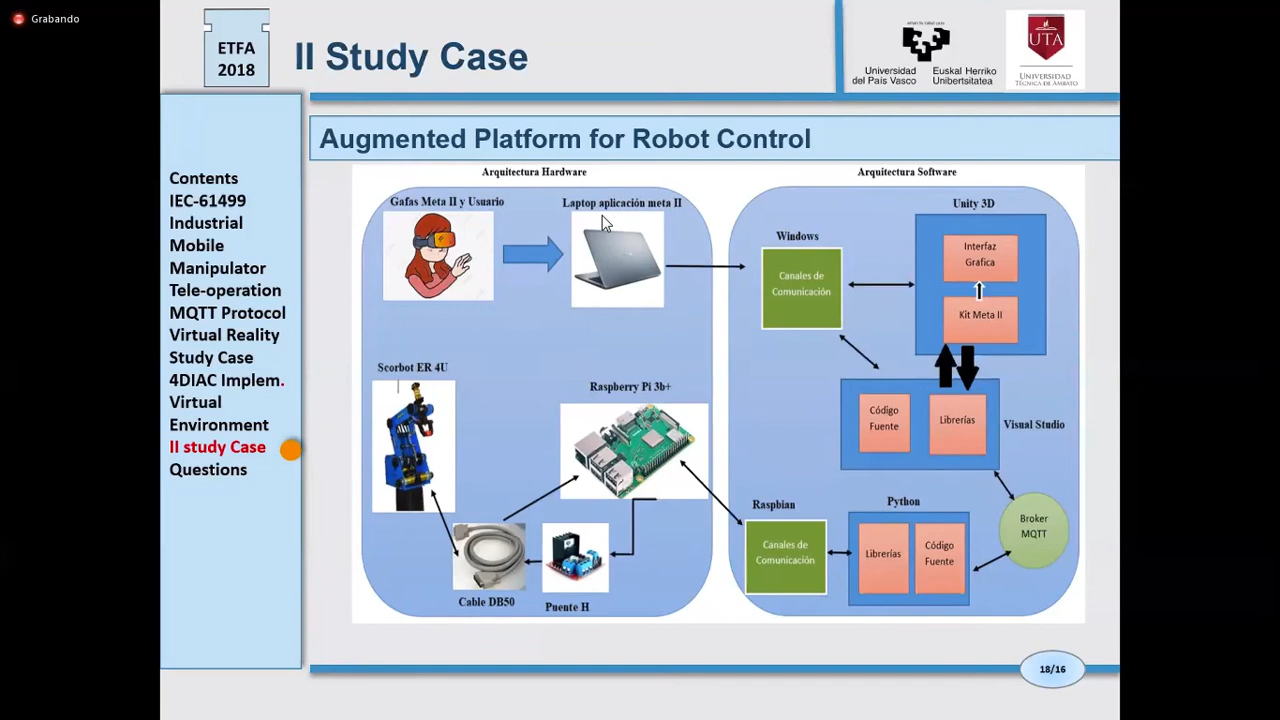 Grabando
ETFA
2018
II Study Case
Universidad
del País Vasco
Euskal Herriko
Unibertsitatea
UTA
UNIVERSIDAD
TÉCNICA DE AMBATO
Contents
IEC-61499
Industrial
Mobile
Manipulator
Tele-operation
MQTT Protocol
Virtual Reality
Study Case
4DIAC Implem.
Virtual
Environment
II study Case
Questions
Augmented Platform for Robot Control
Arquitectura Hardware
Gafas Meta II y Usuario
Laptop aplicación meta II
Scorbot ER 4U
Raspberry Pi 3b+
Cable DB50
Puente H
Arquitectura Software
Unity 3D
Windows
Interfaz
Grafica
Canales de
Comunicación
Kit Meta II
Código
Fuente
Librerías
Visual Studio
Raspbian
Python
Canales de
Comunicación
Librerías
Código
Fuente
Broker
MQTT
18/16